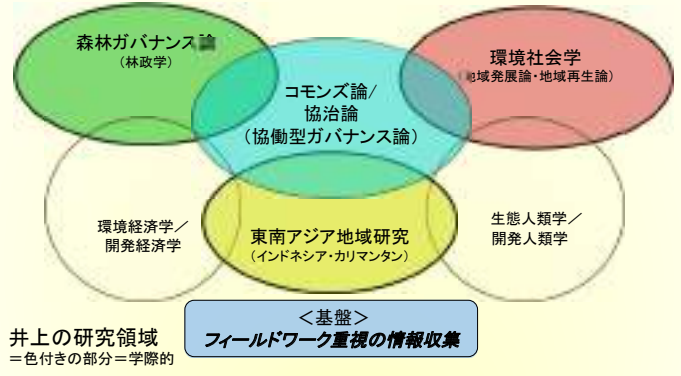 森林ガバナンス論
（林政学）
環境社会学
（地域発展論・地域再生論）
コモンズ論/
協治論
（協働型ガバナンス論）
環境経済学／
開発経済学
東南アジア地域研究
（インドネシア・カリマンタン）
生態人類学／
開発人類学
＜基盤＞
フィールドワーク重視の情報収集
井上の研究領域
＝色付きの部分＝学際的